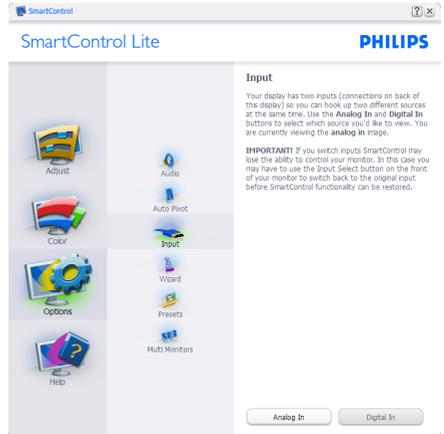 SmartControl
SmartControl Lite
PHILIPS
Adjust
Color
Options
Help
Audio
Auto Pivot
Input
Wizard
Presets
Multi Monitors
Input
Your display has two inputs (connections on back of
this display) so you can hook up two different sources
at the same time. Use the Analog In and Digital In
buttons to select which source you'd like to view. You
are currently viewing the analog in image.
IMPORTANT! If you switch inputs SmartControl may
lose the ability to control your monitor. In this case you
may have to use the Input Select button on the front
of your monitor to switch back to the original input
before SmartControl functionality can be restored.
Analog In
Digital In